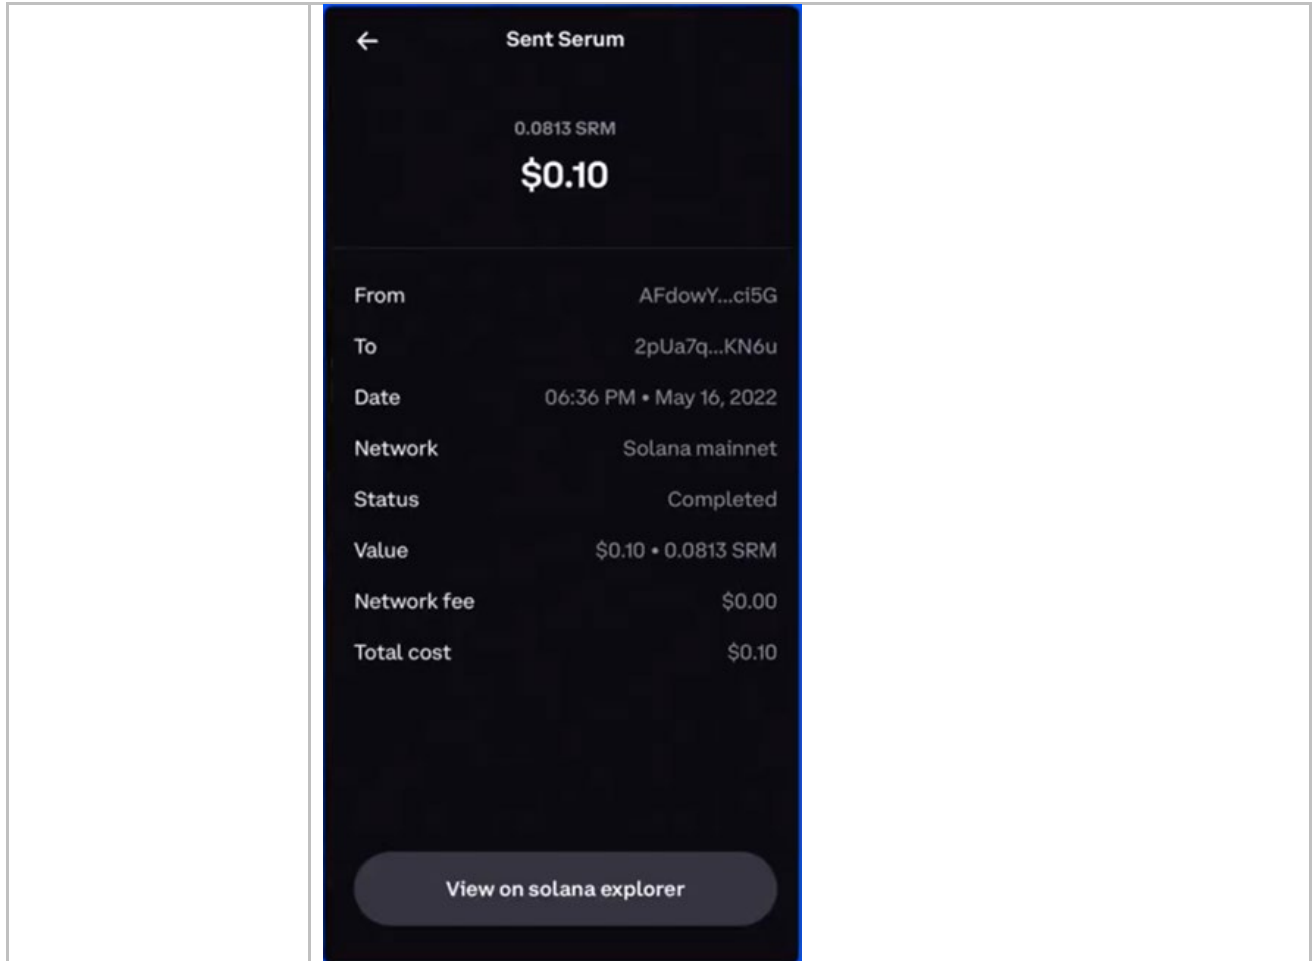 Sent Serum
0.0813 SRM
$0.10
From AFdowY...ci5G
To 2pUa7q...KN6u
Date 06:36 PM • May 16, 2022
Network Solana mainnet
Status Completed
Value $0.10 • 0.0813 SRM
Network fee $0.00
Total cost $0.10
View on solana explorer